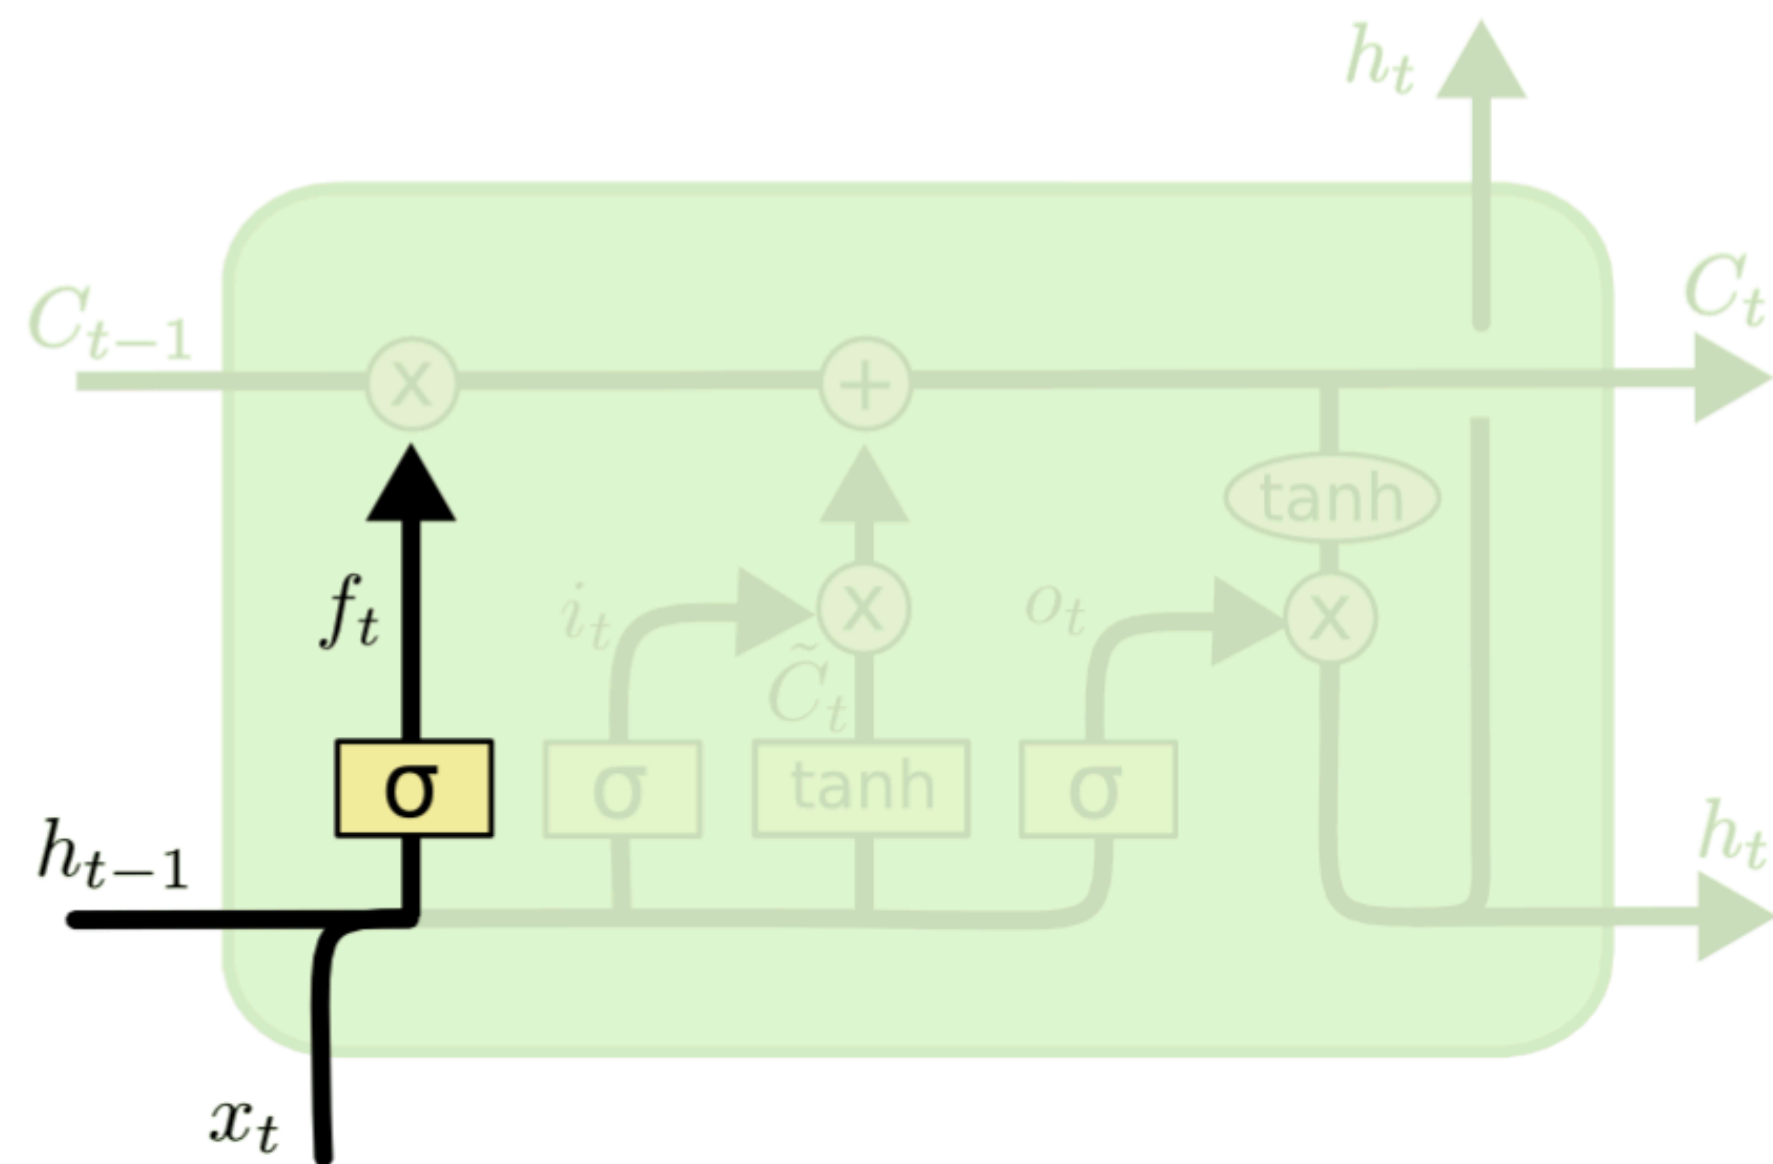 h_t
C_{t-1}
C_t
x
+
tanh
f_t
i_t
x
o_t
x
C̃_t
σ
σ
tanh
σ
h_{t-1}
h_t
x_t